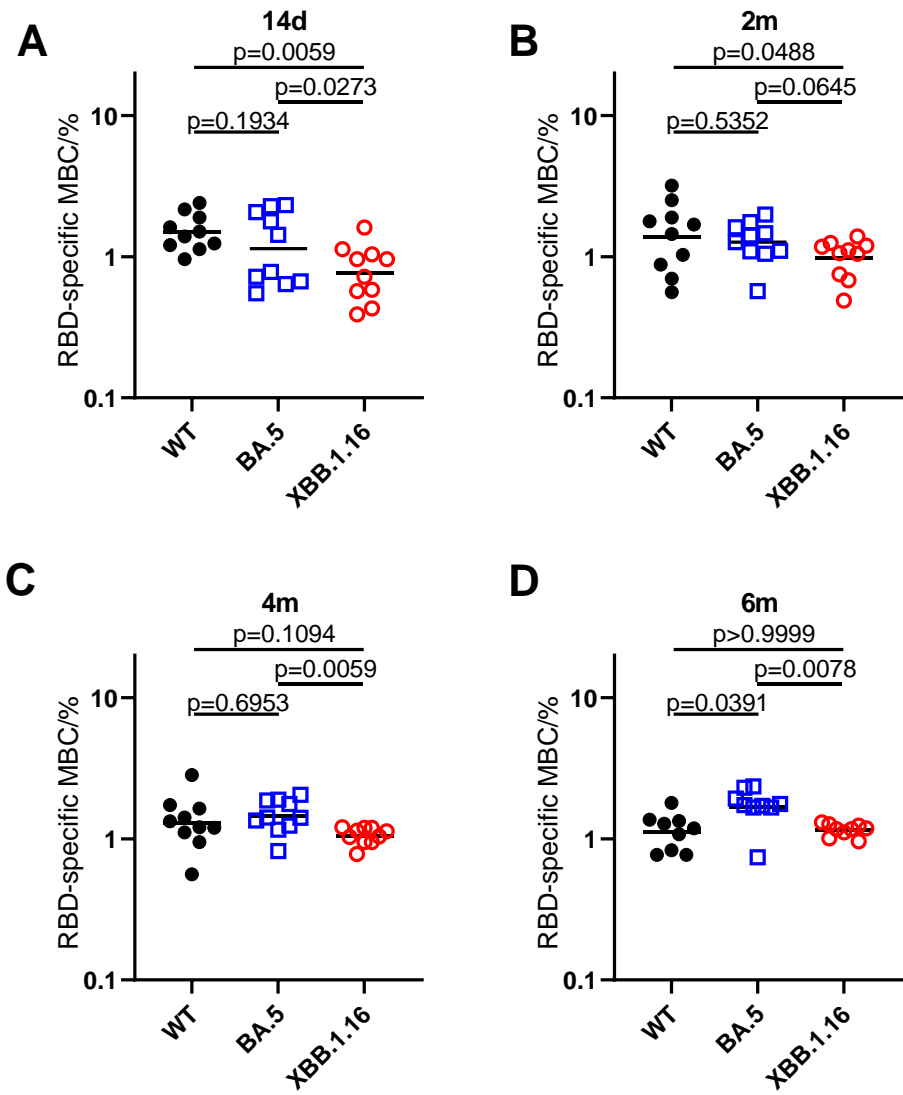 A
14d
p=0.0059
p=0.0273
p=0.1934
RBD-specific MBC/%
10
1
0.1
WT
BA.5
XBB.1.16
B
2m
p=0.0488
p=0.0645
p=0.5352
RBD-specific MBC/%
10
1
0.1
WT
BA.5
XBB.1.16
C
4m
p=0.1094
p=0.0059
p=0.6953
RBD-specific MBC/%
10
1
0.1
WT
BA.5
XBB.1.16
D
6m
p>0.9999
p=0.0078
p=0.0391
RBD-specific MBC/%
10
1
0.1
WT
BA.5
XBB.1.16